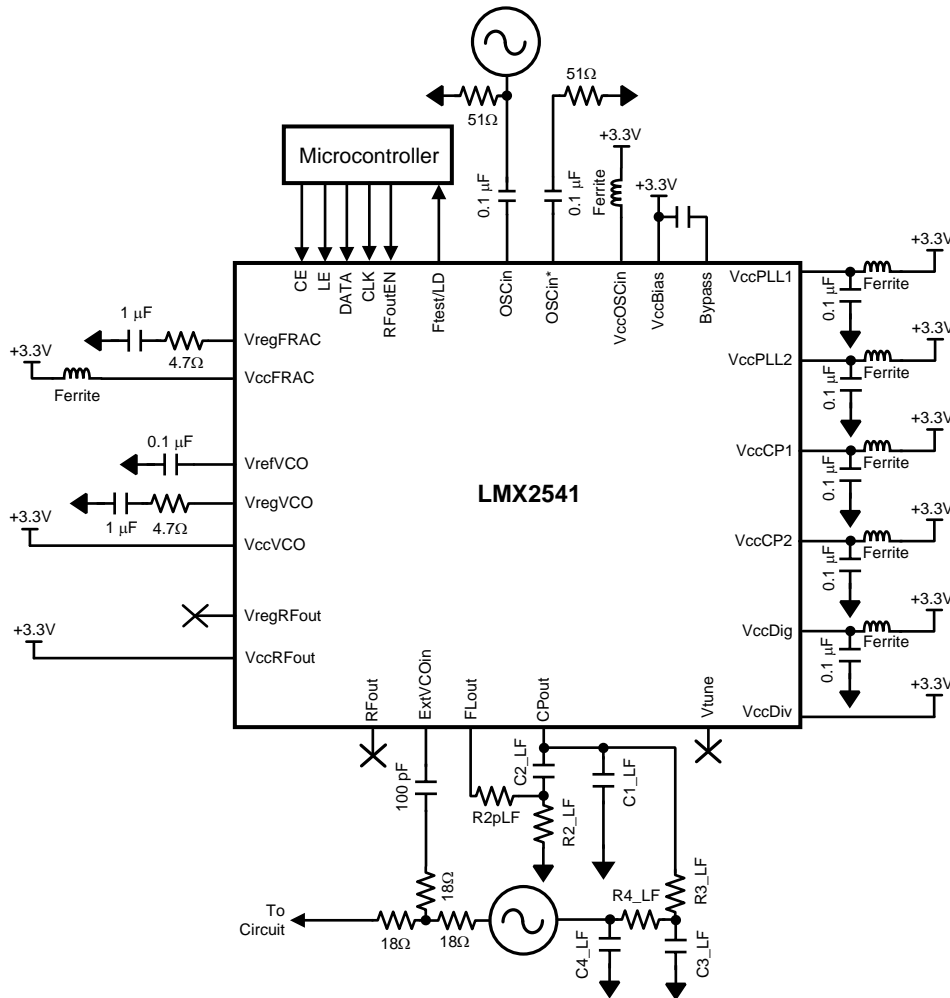 51Ω
51Ω
+3.3V
Microcontroller
0.1 µF
0.1 µF
Ferrite
+3.3V
CE
LE
DATA
CLK
RFoutEN
Ftest/LD
OSCin
OSCin*
VccOSCin
VccBias
Bypass
1 µF
4.7Ω
VregFRAC
+3.3V
Ferrite
VccFRAC
0.1 µF
VrefVCO
1 µF
4.7Ω
VregVCO
+3.3V
VccVCO
VregRFout
+3.3V
VccRFout
LMX2541
VccPLL1
0.1 µF
Ferrite
+3.3V
VccPLL2
0.1 µF
Ferrite
+3.3V
VccCP1
0.1 µF
Ferrite
+3.3V
VccCP2
0.1 µF
Ferrite
+3.3V
VccDig
0.1 µF
Ferrite
+3.3V
VccDiv
+3.3V
RFout
ExtVCOin
FLout
CPout
Vtune
100 pF
C2_LF
C1_LF
R2pLF
R2_LF
18Ω
R3_LF
R4_LF
To
Circuit
18Ω
18Ω
C4_LF
C3_LF